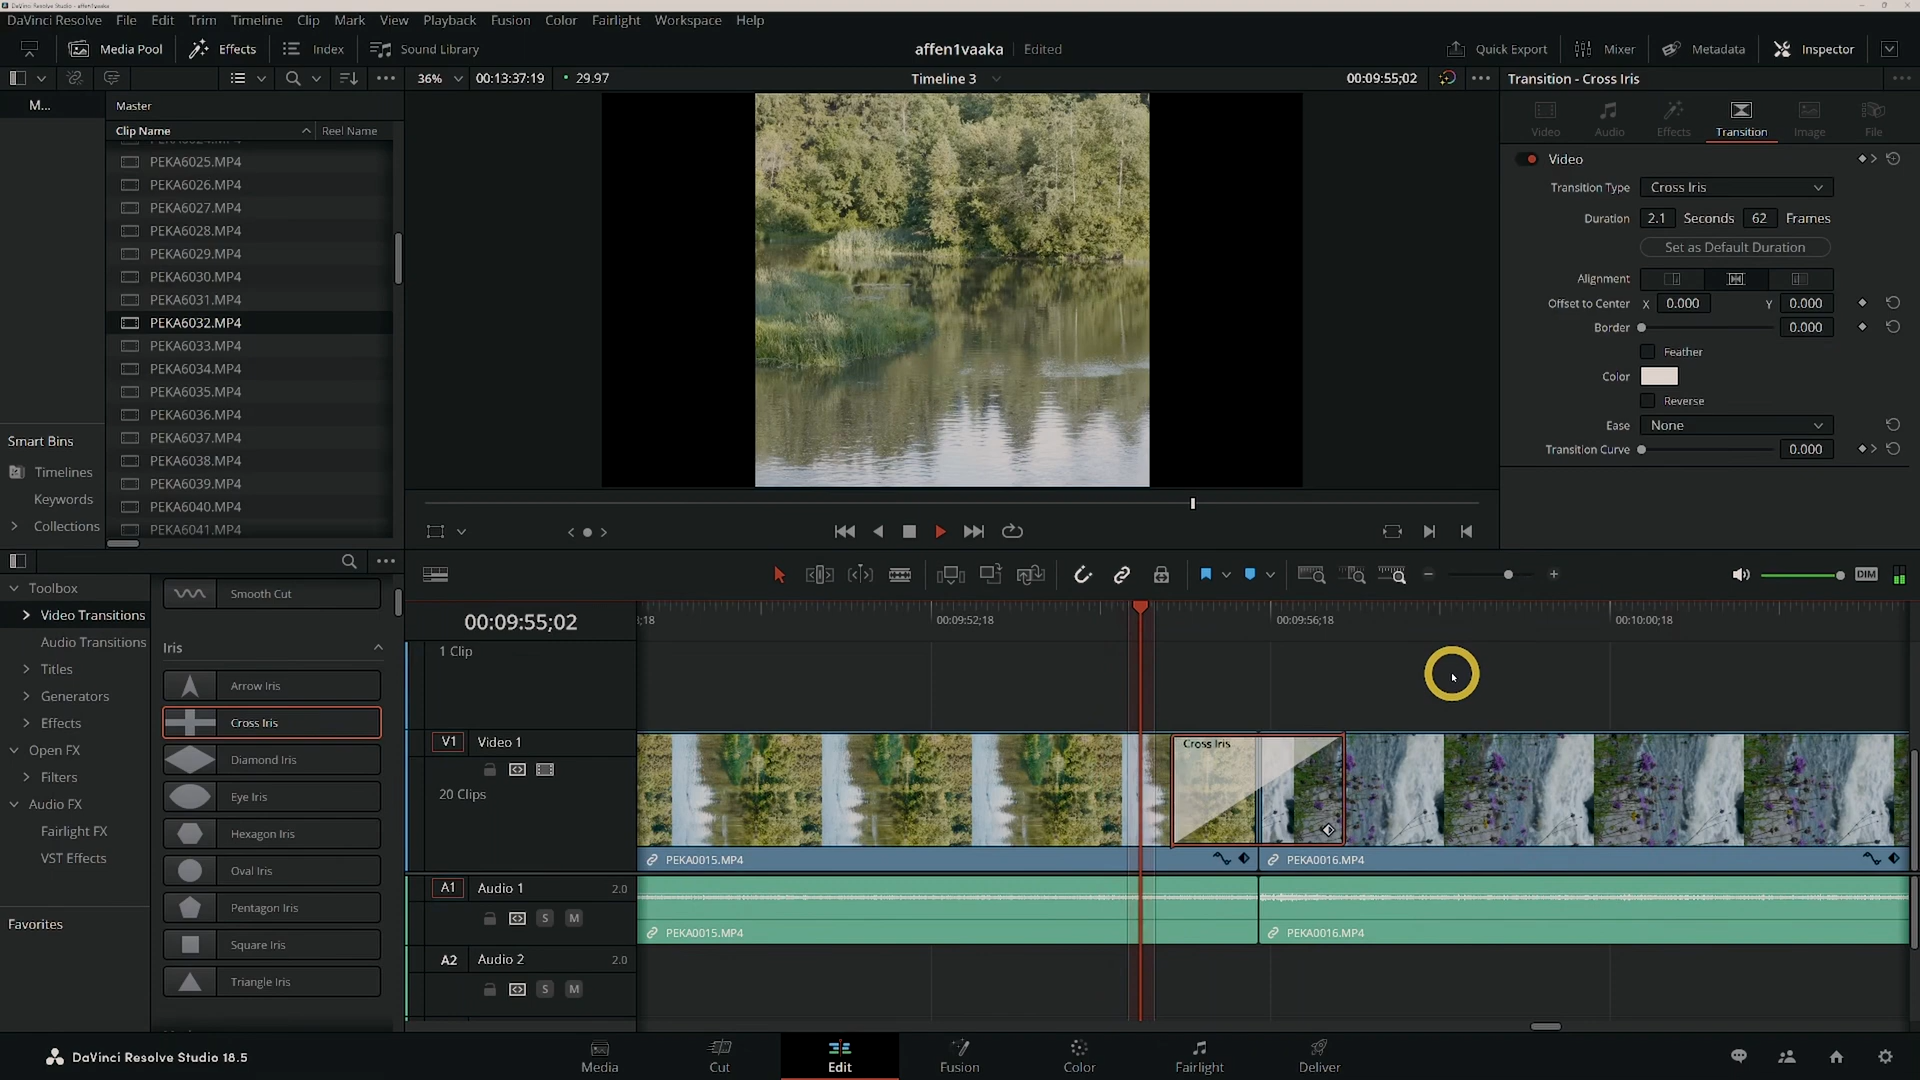 DaVinci Resolve Studio - affen1vaaka
DaVinci Resolve File Edit Trim Timeline Clip Mark View Playback Fusion Color Fairlight Workspace Help
Media Pool Effects Index Sound Library
affen1vaaka Edited
Quick Export Mixer Metadata Inspector
36% 00:13:37:19 29.97 Timeline 3 00:09:55;02
Transition - Cross Iris
M... Master
Clip Name Reel Name
PEKA6025.MP4
PEKA6026.MP4
PEKA6027.MP4
PEKA6028.MP4
PEKA6029.MP4
PEKA6030.MP4
PEKA6031.MP4
PEKA6032.MP4
PEKA6033.MP4
PEKA6034.MP4
PEKA6035.MP4
PEKA6036.MP4
PEKA6037.MP4
PEKA6038.MP4
PEKA6039.MP4
PEKA6040.MP4
PEKA6041.MP4
Smart Bins
Timelines
Keywords
Collections
Video Audio Effects Transition Image File
Video
Transition Type Cross Iris
Duration 2.1 Seconds 62 Frames
Set as Default Duration
Alignment
Offset to Center X 0.000 Y 0.000
Border 0.000
Feather
Color
Reverse
Ease None
Transition Curve 0.000
Toolbox
Video Transitions
Audio Transitions
Titles
Generators
Effects
Open FX
Filters
Audio FX
Fairlight FX
VST Effects
Favorites
Smooth Cut
Iris
Arrow Iris
Cross Iris
Diamond Iris
Eye Iris
Hexagon Iris
Oval Iris
Pentagon Iris
Square Iris
Triangle Iris
DIM
00:09:55;02
;18 00:09:52;18 00:09:56;18 00:10:00;18
1 Clip
V1 Video 1
20 Clips
Cross Iris
PEKA0015.MP4 PEKA0016.MP4
A1 Audio 1 2.0
S M
PEKA0015.MP4 PEKA0016.MP4
A2 Audio 2 2.0
S M
DaVinci Resolve Studio 18.5
Media Cut Edit Fusion Color Fairlight Deliver